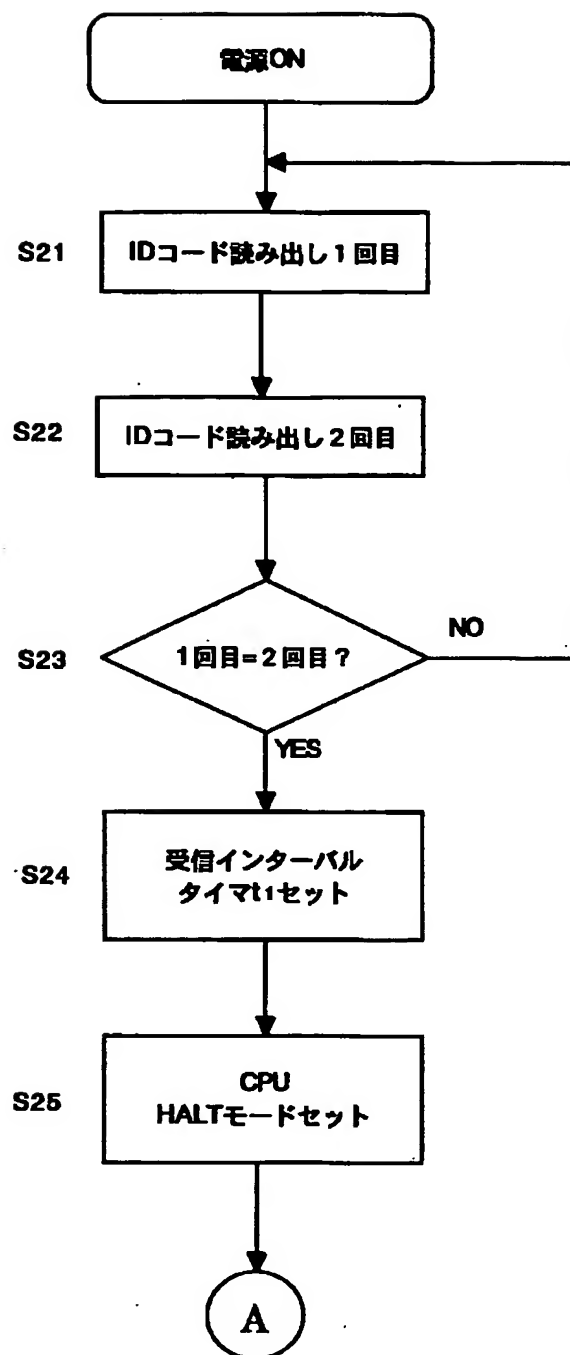 電源ON
S21
IDコード読み出し1回目
S22
IDコード読み出し2回目
S23
1回目=2回目?
NO
YES
S24
受信インターバル
タイマt1セット
S25
CPU
HALTモードセット
A